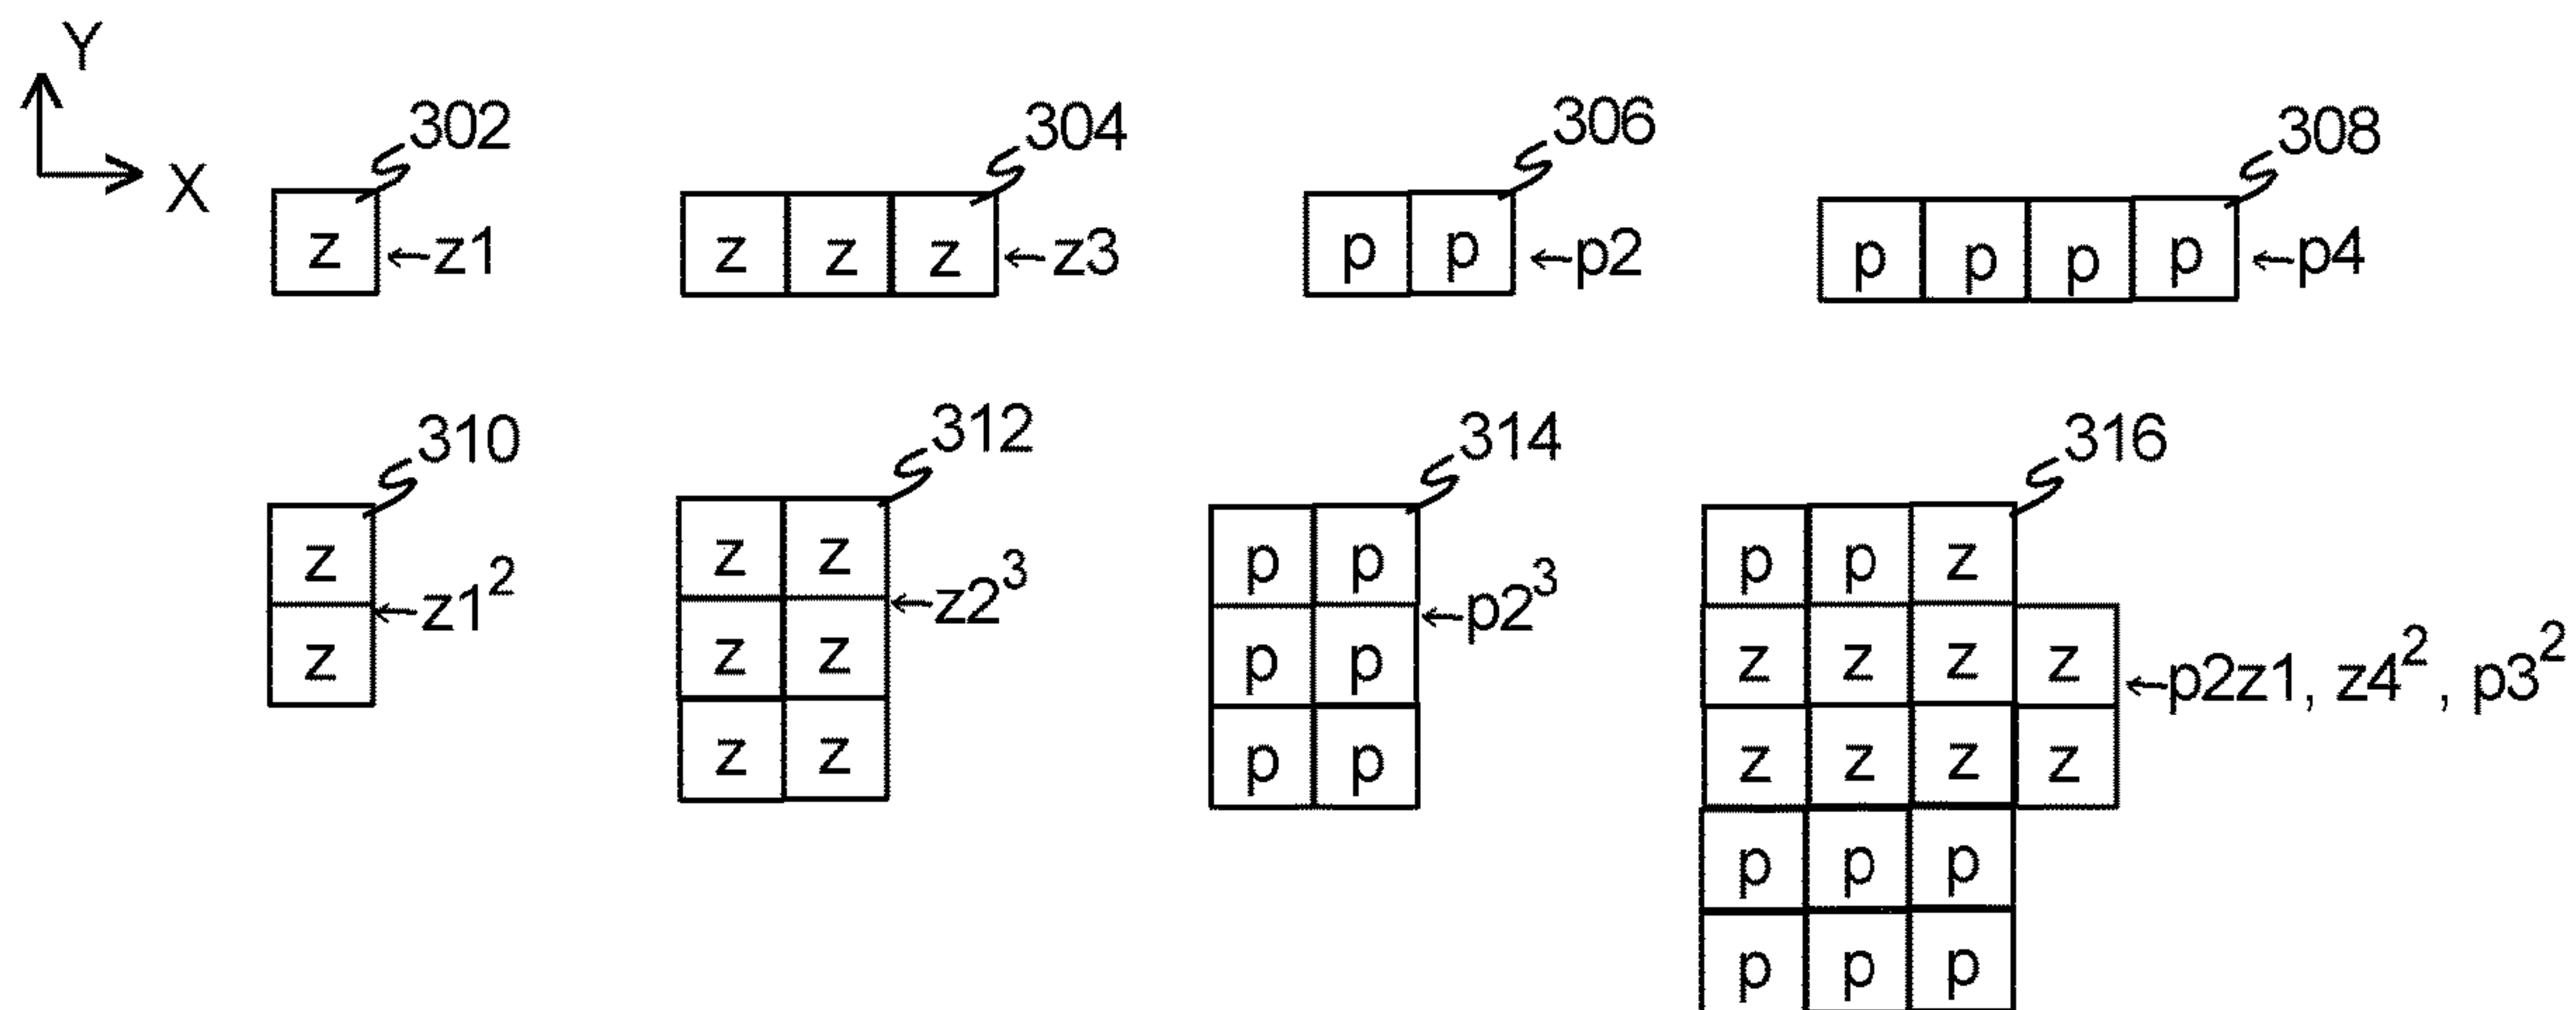 Y
X
302
304
306
308
z ←z1
z z z ←z3
p p ←p2
p p p p ←p4
310
312
314
316
z
z
←z1²
z z
z z
z z
←z2³
p p
p p
p p
←p2³
p p z
z z z z
z z z z
p p p
p p p
←p2z1, z4², p3²